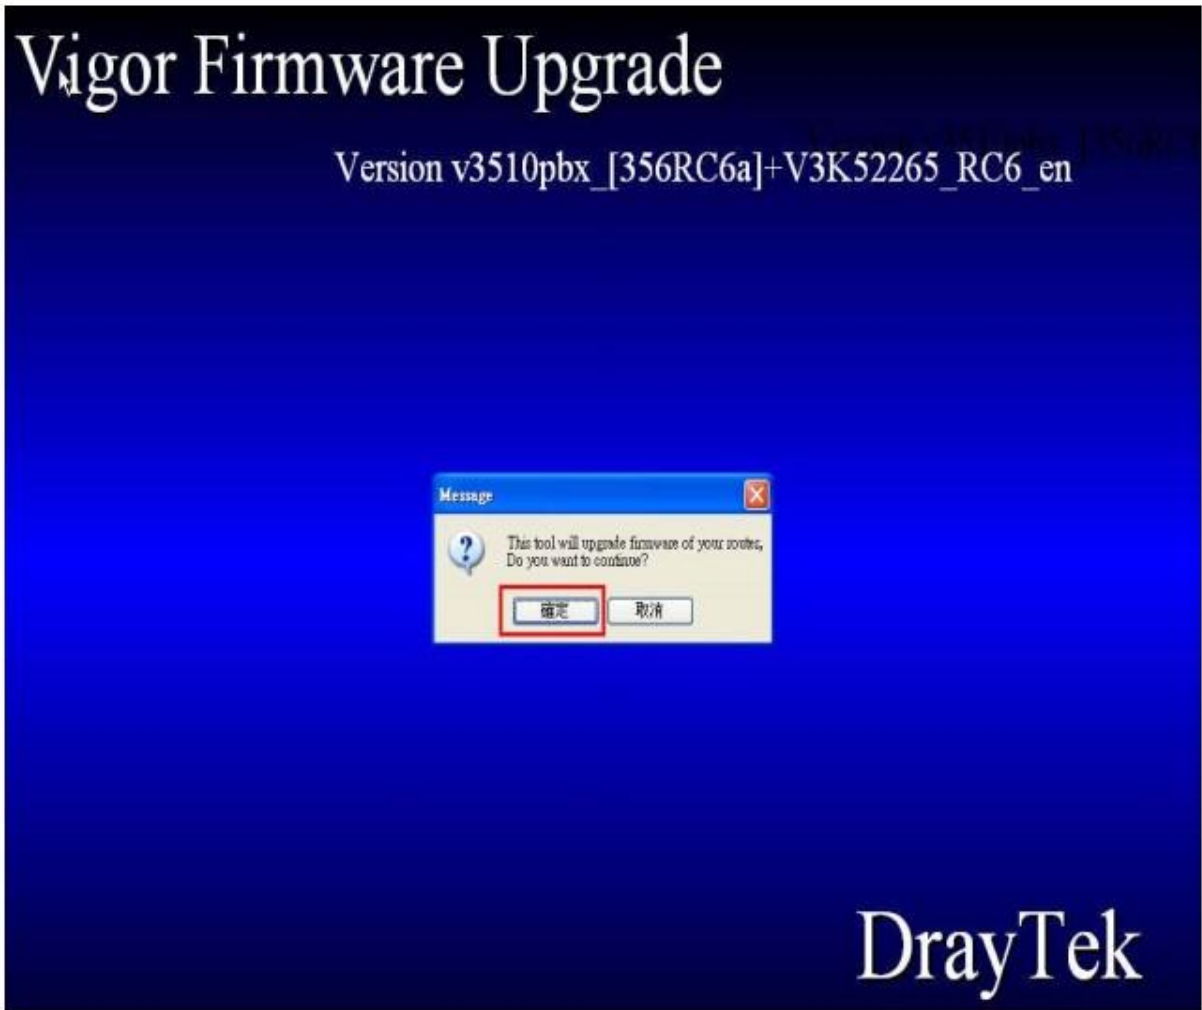 Vigor Firmware Upgrade
Version v3510pbx_[356RC6a]+V3K52265_RC6_en
Message
This tool will upgrade firmware of your router,
Do you want to continue?
確定
取消
DrayTek